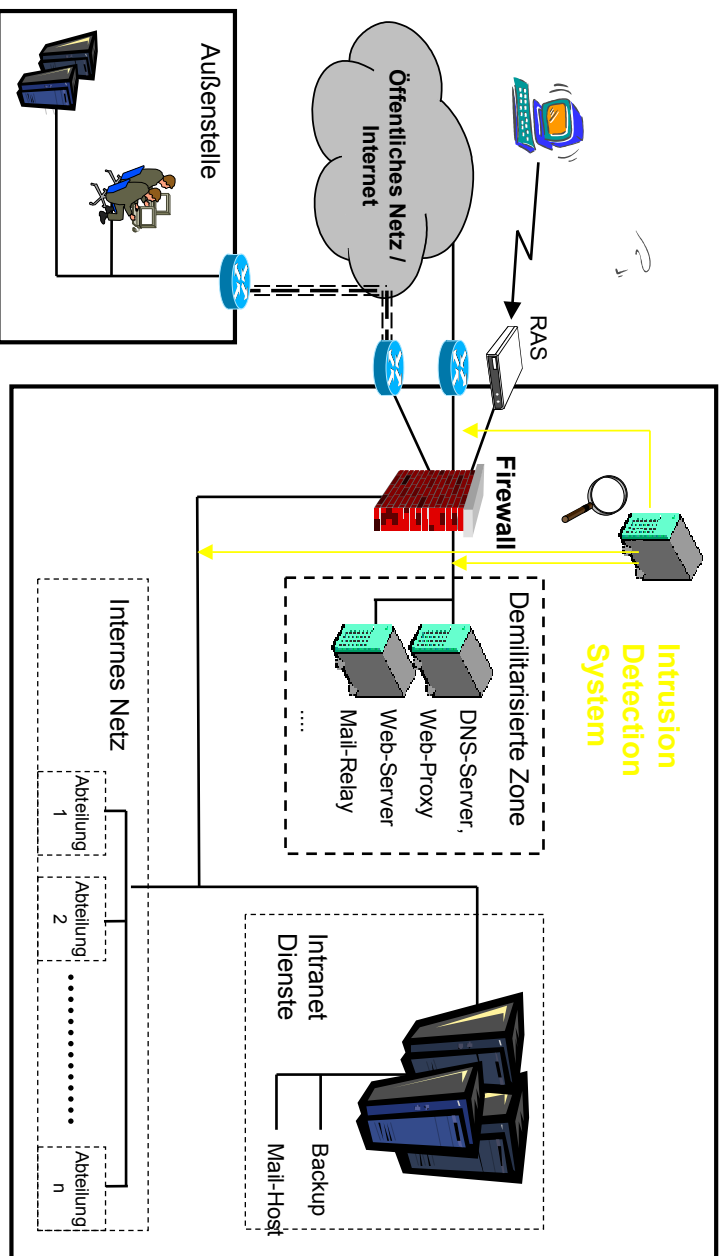 Intrusion
Detection
System
RAS
Öffentliches Netz /
Internet
Firewall
Demilitarisierte Zone
DNS-Server,
Web-Proxy
Web-Server
Mail-Relay
.....
Außenstelle
Intranet
Dienste
Backup
Mail-Host
Internes Netz
Abteilung
1
Abteilung
2
Abteilung
n